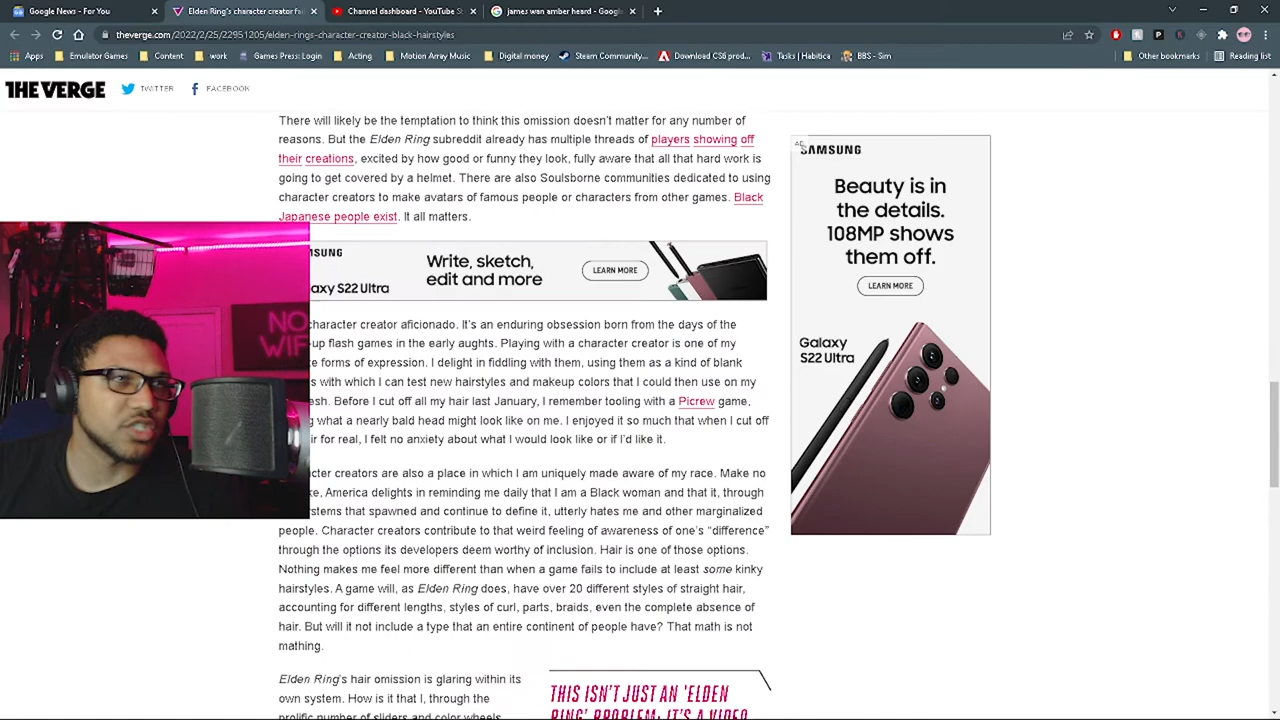 Google News - For You
Elden Ring's character creator fai
Channel dashboard - YouTube S
james wan amber heard - Googl
theverge.com/2022/2/25/22951205/elden-rings-character-creator-black-hairstyles
Apps
Emulator Games
Content
work
Games Press: Login
Acting
Motion Array Music
Digital money
Steam Community:...
Download CS6 prod...
Tasks | Habitica
BBS - Sim
Other bookmarks
Reading list
THE VERGE
TWITTER
FACEBOOK
There will likely be the temptation to think this omission doesn't matter for any number of
reasons. But the Elden Ring subreddit already has multiple threads of players showing off
their creations, excited by how good or funny they look, fully aware that all that hard work is
going to get covered by a helmet. There are also Soulsborne communities dedicated to using
character creators to make avatars of famous people or characters from other games. Black
Japanese people exist. It all matters.
MSUNG
axy S22 Ultra
Write, sketch,
edit and more
LEARN MORE
character creator aficionado. It's an enduring obsession born from the days of the
up flash games in the early aughts. Playing with a character creator is one of my
forms of expression. I delight in fiddling with them, using them as a kind of blank
s with which I can test new hairstyles and makeup colors that I could then use on my
esh. Before I cut off all my hair last January, I remember tooling with a Picrew game,
what a nearly bald head might look like on me. I enjoyed it so much that when I cut off
ir for real, I felt no anxiety about what I would look like or if I'd like it.
cter creators are also a place in which I am uniquely made aware of my race. Make no
ke, America delights in reminding me daily that I am a Black woman and that it, through
stems that spawned and continue to define it, utterly hates me and other marginalized
people. Character creators contribute to that weird feeling of awareness of one's "difference"
through the options its developers deem worthy of inclusion. Hair is one of those options.
Nothing makes me feel more different than when a game fails to include at least some kinky
hairstyles. A game will, as Elden Ring does, have over 20 different styles of straight hair,
accounting for different lengths, styles of curl, parts, braids, even the complete absence of
hair. But will it not include a type that an entire continent of people have? That math is not
mathing.
Elden Ring's hair omission is glaring within its
own system. How is it that I, through the
prolific number of sliders and color wheels
THIS ISN'T JUST AN 'ELDEN
RING' PROBLEM; IT'S A VIDEO
AD
SAMSUNG
Beauty is in
the details.
108MP shows
them off.
LEARN MORE
Galaxy
S22 Ultra
NO
WIF